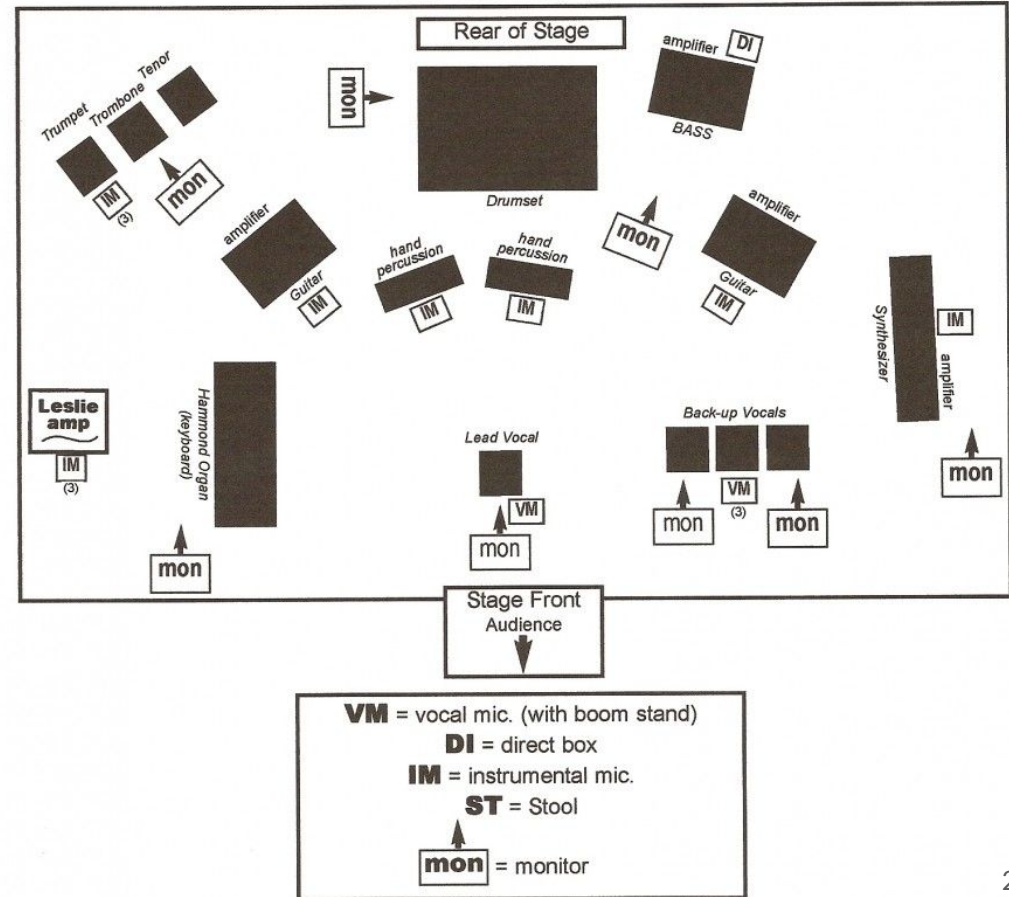 Rear of Stage
amplifier
DI
BASS
mon
Drumset
Trumpet
Trombone
Tenor
IM
(3)
mon
amplifier
Guitar
IM
hand
percussion
IM
hand
percussion
IM
mon
amplifier
Guitar
IM
Synthesizer
IM
amplifier
mon
Leslie
amp
IM
(3)
Hammond Organ
(keyboard)
mon
Lead Vocal
VM
mon
Back-up Vocals
VM
(3)
mon
mon
Stage Front
Audience
VM = vocal mic. (with boom stand)
DI = direct box
IM = instrumental mic.
ST = Stool
mon = monitor
2